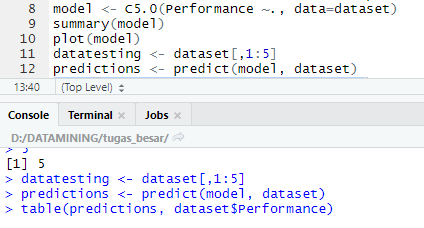 8 model <- C5.0(Performance ~., data=dataset)
9 summary(model)
10 plot(model)
11 datatesting <- dataset[,1:5]
12 predictions <- predict(model, dataset)
13:40 (Top Level)
Console Terminal × Jobs ×
D:/DATAMINING/tugas_besar/
> 5
[1] 5
> datatesting <- dataset[,1:5]
> predictions <- predict(model, dataset)
> table(predictions, dataset$Performance)